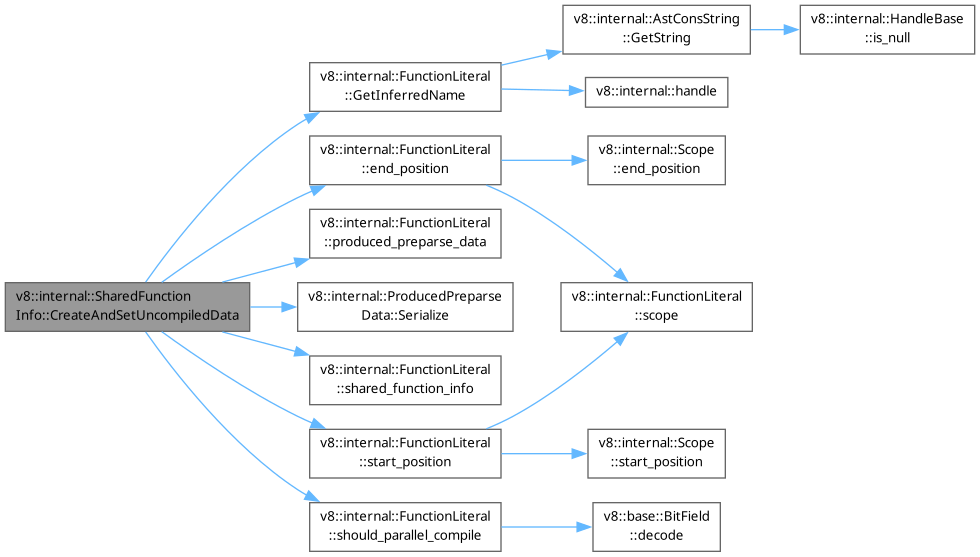 v8::internal::AstConsString
::GetString
v8::internal::HandleBase
::is_null
v8::internal::FunctionLiteral
::GetInferredName
v8::internal::handle
v8::internal::FunctionLiteral
::end_position
v8::internal::Scope
::end_position
v8::internal::FunctionLiteral
::produced_preparse_data
v8::internal::SharedFunction
Info::CreateAndSetUncompiledData
v8::internal::ProducedPreparse
Data::Serialize
v8::internal::FunctionLiteral
::scope
v8::internal::FunctionLiteral
::shared_function_info
v8::internal::FunctionLiteral
::start_position
v8::internal::Scope
::start_position
v8::internal::FunctionLiteral
::should_parallel_compile
v8::base::BitField
::decode